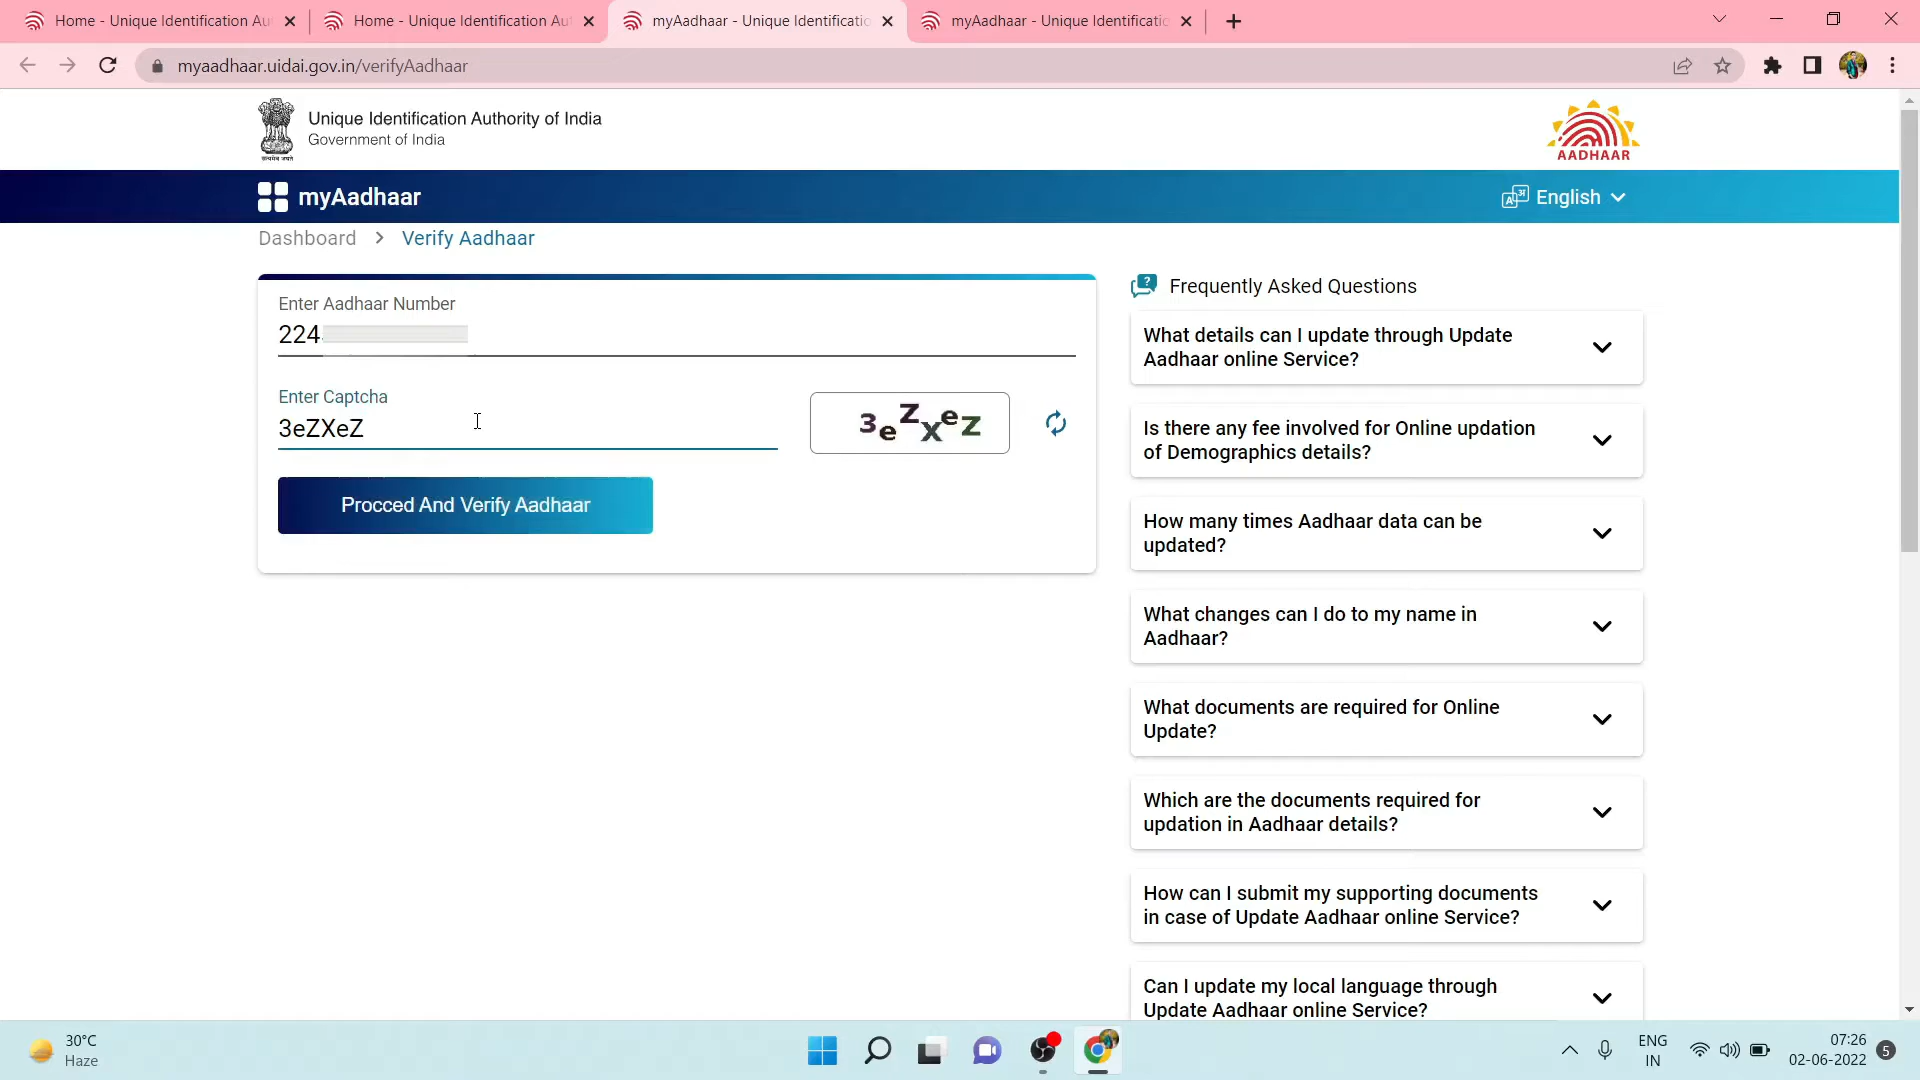 Home - Unique Identification Au
Home - Unique Identification Aut
myAadhaar - Unique Identificatio
myAadhaar - Unique Identificatic
myaadhaar.uidai.gov.in/verifyAadhaar
सत्यमेव जयते
Unique Identification Authority of India
Government of India
AADHAAR
myAadhaar
English
Dashboard > Verify Aadhaar
Enter Aadhaar Number
224
Enter Captcha
3eZXeZ
3eZxeZ
Procced And Verify Aadhaar
Frequently Asked Questions
What details can I update through Update
Aadhaar online Service?
Is there any fee involved for Online updation
of Demographics details?
How many times Aadhaar data can be
updated?
What changes can I do to my name in
Aadhaar?
What documents are required for Online
Update?
Which are the documents required for
updation in Aadhaar details?
How can I submit my supporting documents
in case of Update Aadhaar online Service?
Can I update my local language through
Update Aadhaar online Service?
30°C
Haze
ENG
IN
07:26
02-06-2022
5